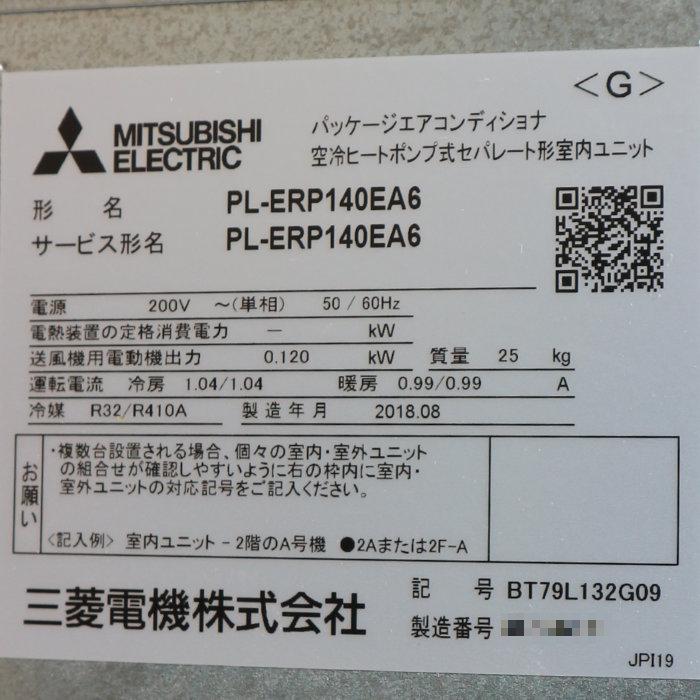 <G>
MITSUBISHI
ELECTRIC
パッケージエアコンディショナ
空冷ヒートポンプ式セパレート形室内ユニット
形 名 PL-ERP140EA6
サービス形名 PL-ERP140EA6
電源 200V ～(単相) 50 / 60Hz
電熱装置の定格消費電力 － kW
送風機用電動機出力 0.120 kW 質量 25 kg
運転電流 冷房 1.04/1.04 暖房 0.99/0.99 A
冷媒 R32/R410A 製造年月 2018.08
お願い
・複数台設置される場合、個々の室内・室外ユニット
の組合せが確認しやすいように右の枠内に室内・
室外ユニットの対応記号をご記入ください。
〈記入例〉 室内ユニット － 2階のA号機 ●2Aまたは2F-A
三菱電機株式会社
記 号 BT79L132G09
製造番号
JPI19